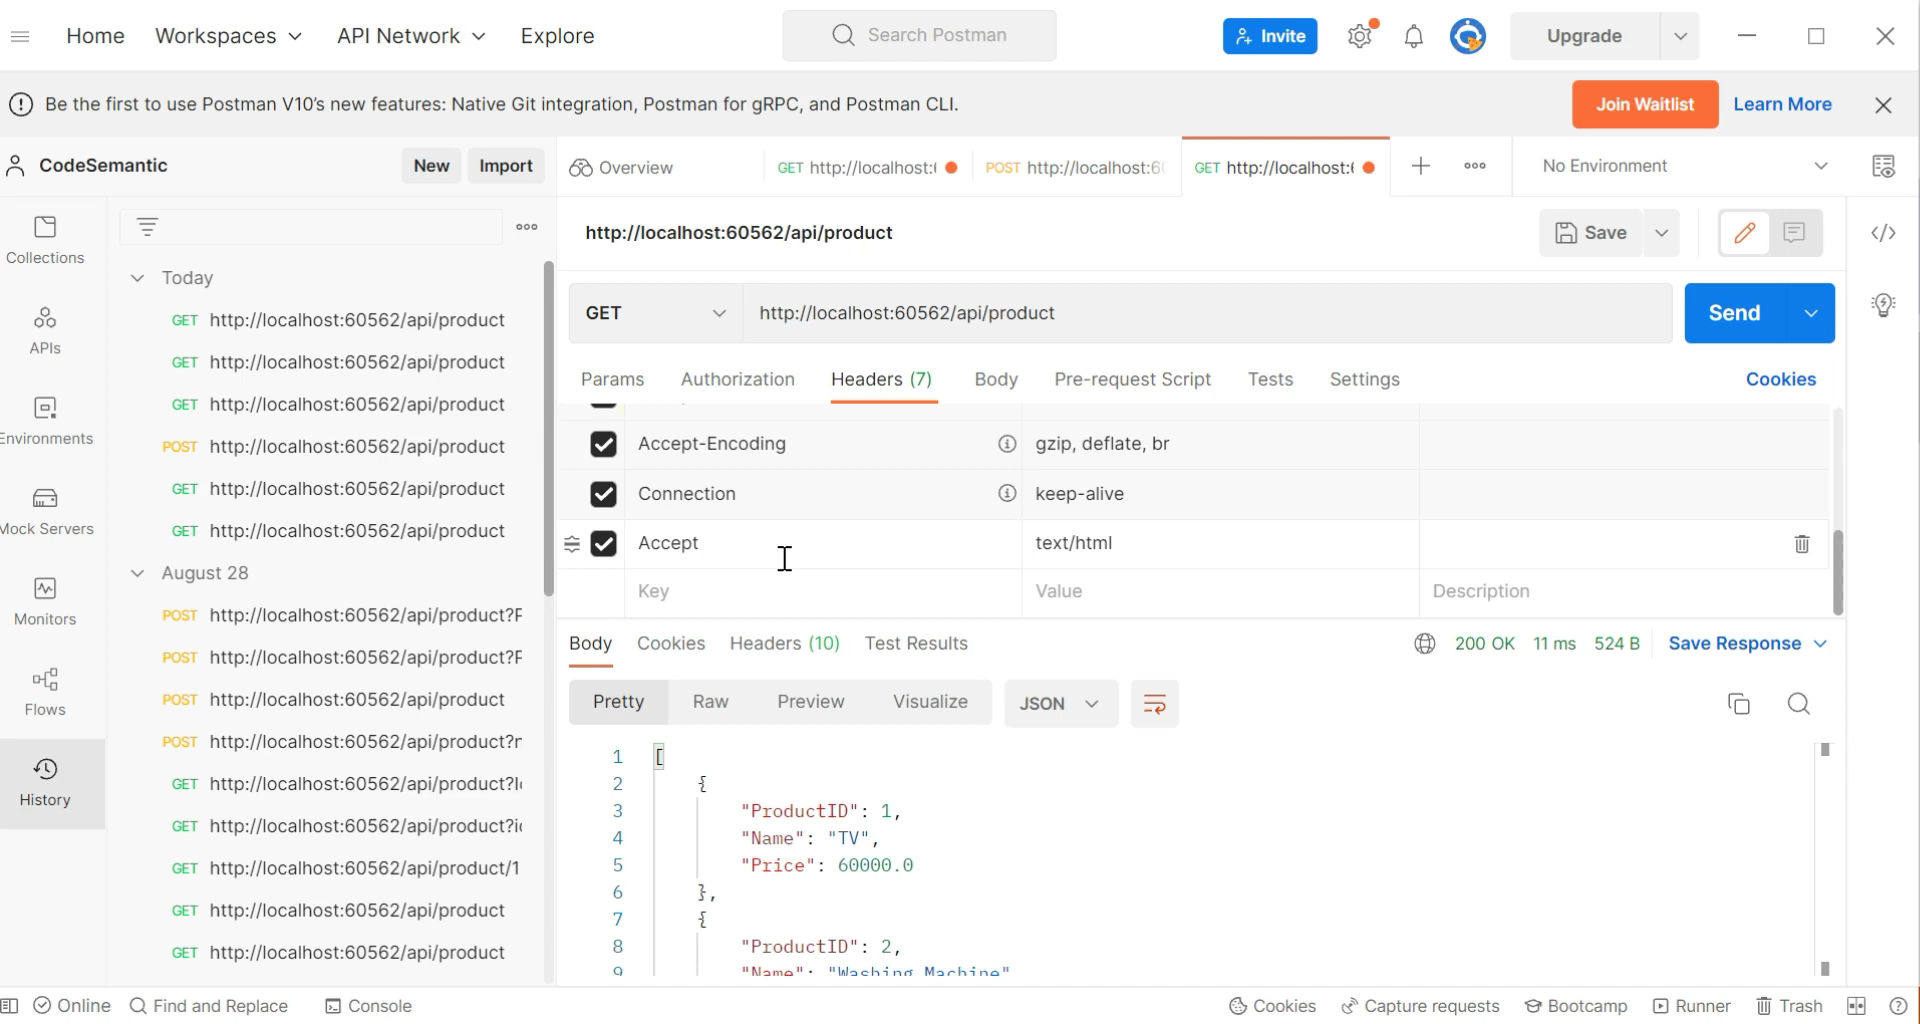 Home Workspaces API Network Explore Search Postman Invite Upgrade
Be the first to use Postman V10's new features: Native Git integration, Postman for gRPC, and Postman CLI. Join Waitlist Learn More
CodeSemantic New Import Overview GET http://localhost:( POST http://localhost:6 GET http://localhost:( No Environment
Collections
APIs
Environments
Mock Servers
Monitors
Flows
History
Today
GET http://localhost:60562/api/product
GET http://localhost:60562/api/product
GET http://localhost:60562/api/product
POST http://localhost:60562/api/product
GET http://localhost:60562/api/product
GET http://localhost:60562/api/product
August 28
POST http://localhost:60562/api/product?P
POST http://localhost:60562/api/product?P
POST http://localhost:60562/api/product
POST http://localhost:60562/api/product?n
GET http://localhost:60562/api/product?I
GET http://localhost:60562/api/product?i
GET http://localhost:60562/api/product/1
GET http://localhost:60562/api/product
GET http://localhost:60562/api/product
http://localhost:60562/api/product Save
GET http://localhost:60562/api/product Send
Params Authorization Headers (7) Body Pre-request Script Tests Settings Cookies
Accept-Encoding gzip, deflate, br
Connection keep-alive
Accept text/html
Key Value Description
Body Cookies Headers (10) Test Results 200 OK 11 ms 524 B Save Response
Pretty Raw Preview Visualize JSON
1 [
2 {
3 "ProductID": 1,
4 "Name": "TV",
5 "Price": 60000.0
6 },
7 {
8 "ProductID": 2,
9 "Name": "Washing Machine"
Online Find and Replace Console Cookies Capture requests Bootcamp Runner Trash